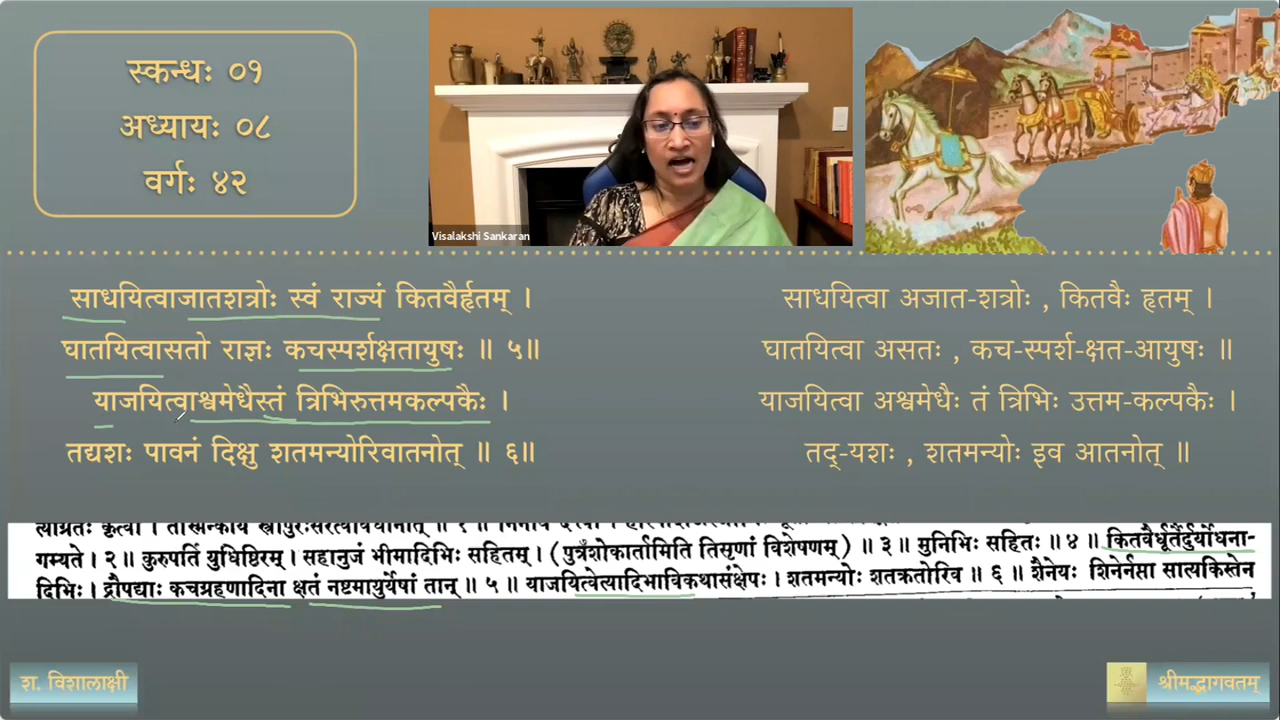 स्कन्धः ०१
अध्यायः ०८
वर्गः ४२
Visalakshi Sankaran
साधयित्वाजातशत्रोः स्वं राज्यं कितवैर्हृतम् ।
घातयित्वासतो राज्ञः कचस्पर्शक्षतायुषः ॥ ५॥
याजयित्वाश्वमेधैस्तं त्रिभिरुत्तमकल्पकैः ।
तद्यशः पावनं दिक्षु शतमन्योरिवातनोत् ॥ ६॥
साधयित्वा अजात-शत्रोः , कितवैः हृतम् ।
घातयित्वा असतः , कच-स्पर्श-क्षत-आयुषः ॥
याजयित्वा अश्वमेधैः तं त्रिभिः उत्तम-कल्पकैः ।
तद्-यशः , शतमन्योः इव आतनोत् ॥
गम्यते । २ ॥ कुरुपतिं युधिष्ठिरम् । सहानुजं भीमादिभिः सहितम् । (पुत्रशोकार्तामिति तिसृणां विशेषणम्) ॥ ३ ॥ मुनिभिः सहितः ॥ ४ ॥ कितवैर्धूर्तैर्दुर्योधना-
दिभिः । द्रौपद्याः कचग्रहणादिना क्षतं नष्टमायुर्येषां तान् ॥ ५ ॥ याजयित्वेत्यादिभाविकथासंक्षेपः । शतमन्योः शतक्रतोरिव ॥ ६ ॥ शैनेयः शिनेर्नप्ता सात्यकिस्तेन
श. विशालाक्षी
श्रीमद्भागवतम्